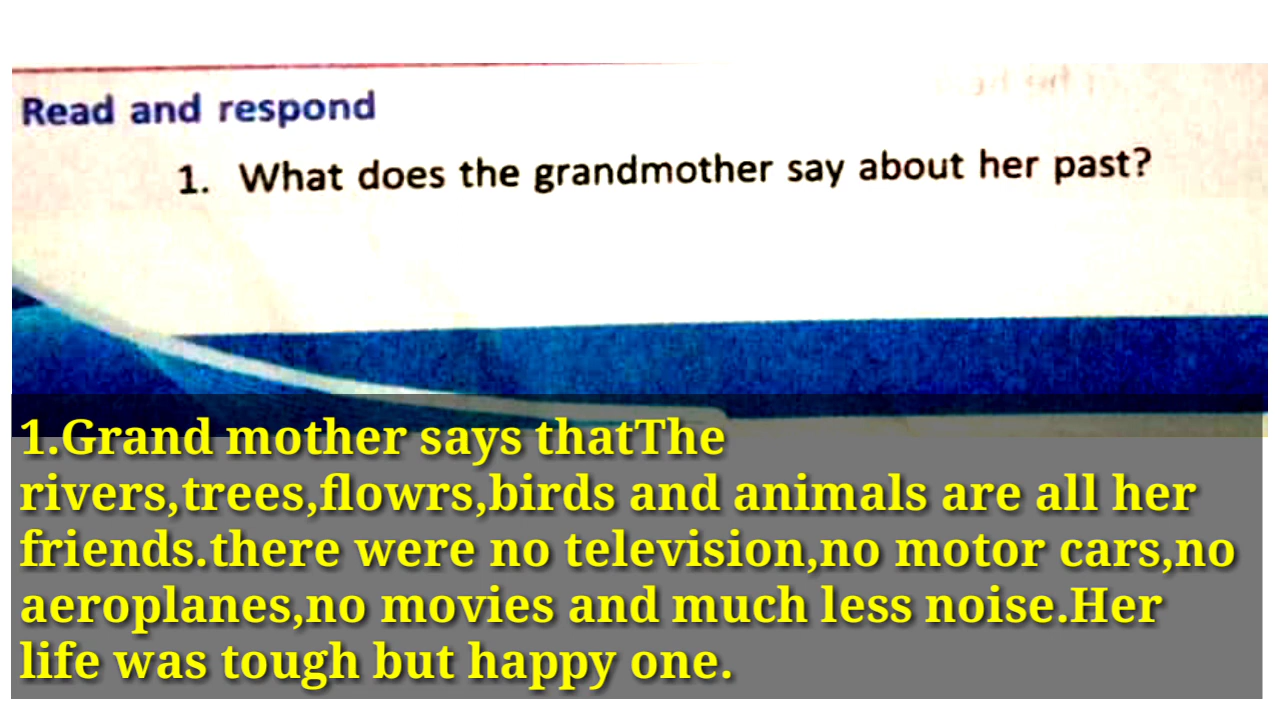 Read and respond
1. What does the grandmother say about her past?
1.Grand mother says thatThe
rivers,trees,flowrs,birds and animals are all her
friends.there were no television,no motor cars,no
aeroplanes,no movies and much less noise.Her
life was tough but happy one.